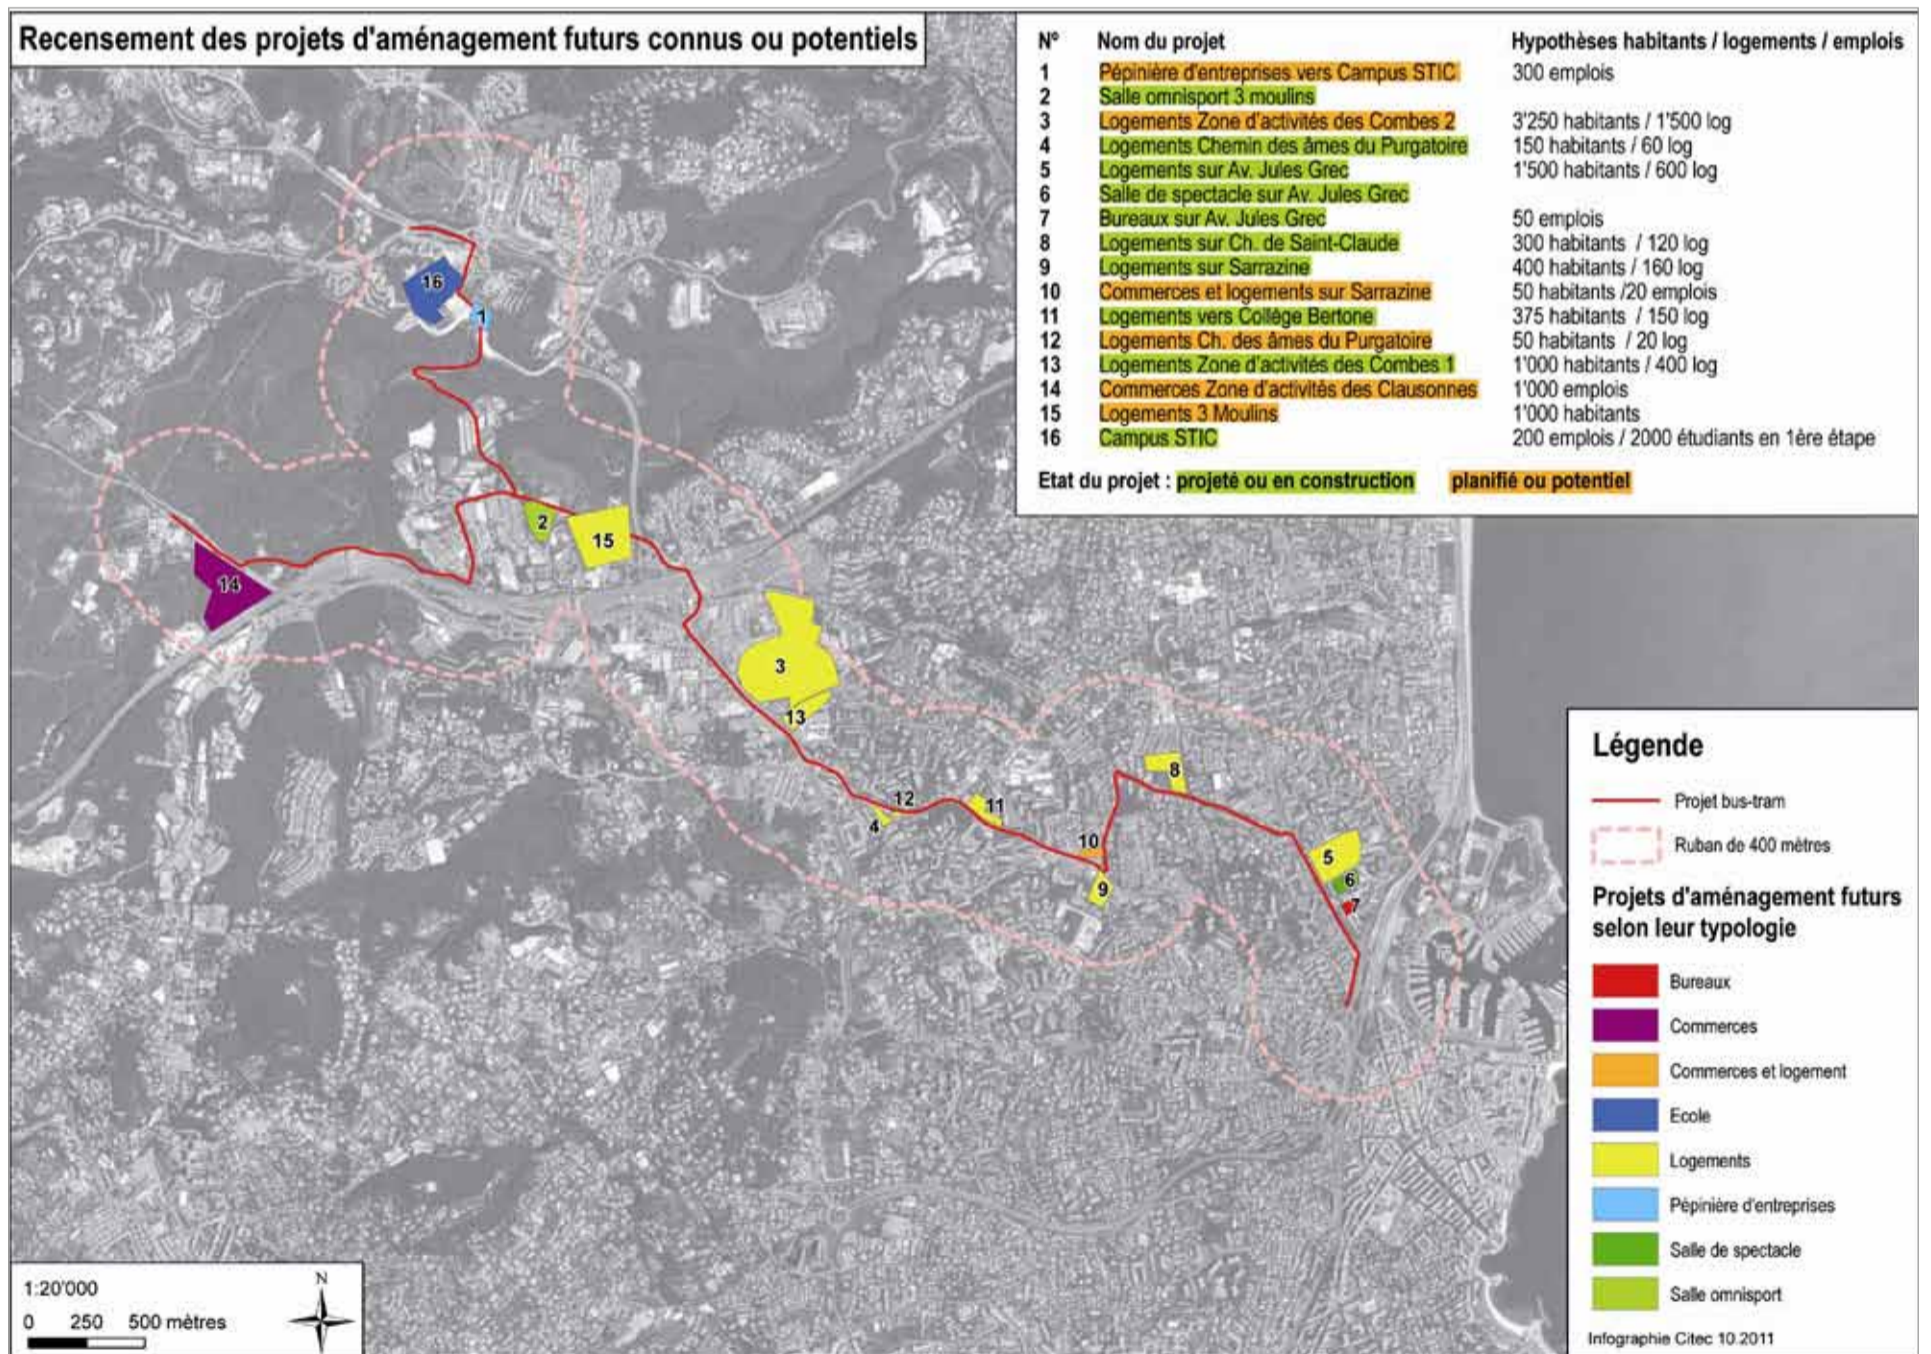 Recensement des projets d'aménagement futurs connus ou potentiels
N° Nom du projet Hypothèses habitants / logements / emplois
1 Pépinière d'entreprises vers Campus STIC 300 emplois
2 Salle omnisport 3 moulins
3 Logements Zone d'activités des Combes 2 3'250 habitants / 1'500 log
4 Logements Chemin des âmes du Purgatoire 150 habitants / 60 log
5 Logements sur Av. Jules Grec 1'500 habitants / 600 log
6 Salle de spectacle sur Av. Jules Grec
7 Bureaux sur Av. Jules Grec 50 emplois
8 Logements sur Ch. de Saint-Claude 300 habitants / 120 log
9 Logements sur Sarrazine 400 habitants / 160 log
10 Commerces et logements sur Sarrazine 50 habitants /20 emplois
11 Logements vers Collège Bertone 375 habitants / 150 log
12 Logements Ch. des âmes du Purgatoire 50 habitants / 20 log
13 Logements Zone d'activités des Combes 1 1'000 habitants / 400 log
14 Commerces Zone d'activités des Clausonnes 1'000 emplois
15 Logements 3 Moulins 1'000 habitants
16 Campus STIC 200 emplois / 2000 étudiants en 1ère étape
Etat du projet : projeté ou en construction planifié ou potentiel
16
1
2
15
14
3
13
12
4
11
8
10
9
5
6
7
Légende
Projet bus-tram
Ruban de 400 mètres
Projets d'aménagement futurs
selon leur typologie
Bureaux
Commerces
Commerces et logement
Ecole
Logements
Pépinière d'entreprises
Salle de spectacle
Salle omnisport
Infographie Citec 10.2011
1:20'000
N
0 250 500 mètres